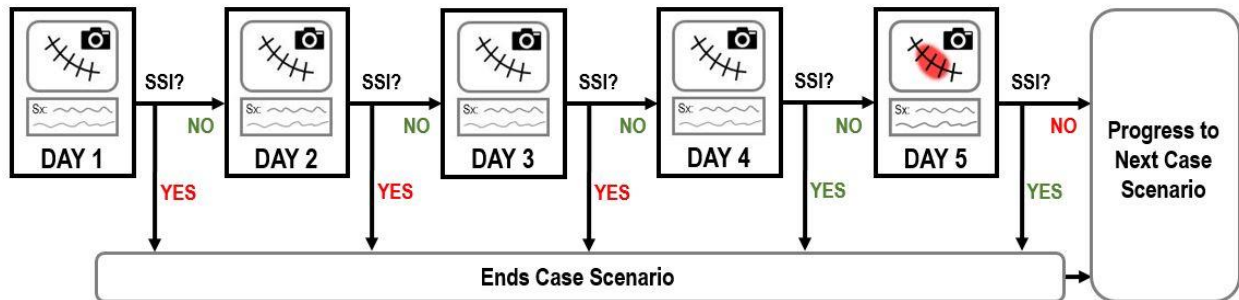 SSI?
SSI?
SSI?
SSI?
SSI?
Sx:
Sx:
Sx:
Sx:
Sx:
NO
NO
NO
NO
NO
DAY 1
DAY 2
DAY 3
DAY 4
DAY 5
YES
YES
YES
YES
YES
Progress to
Next Case
Scenario
Ends Case Scenario